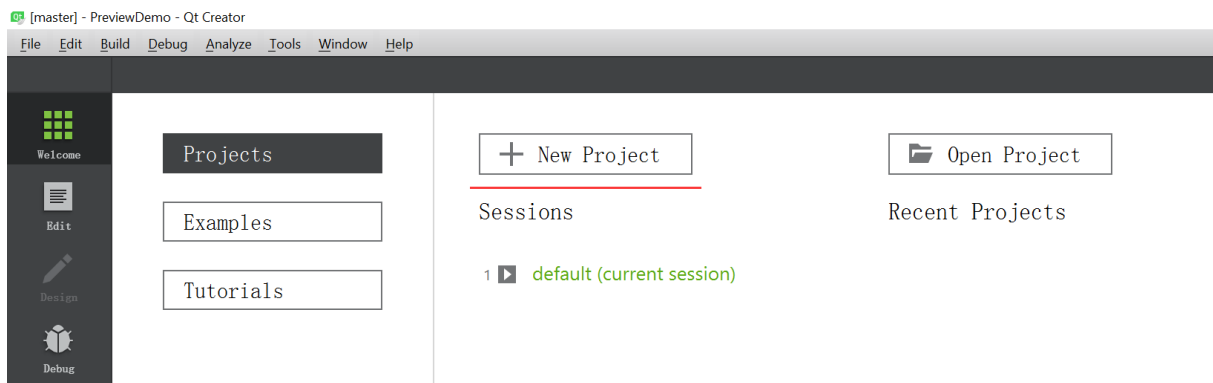 [master] - PreviewDemo - Qt Creator
File Edit Build Debug Analyze Tools Window Help
Welcome
Edit
Design
Debug
Projects
Examples
Tutorials
New Project
Sessions
1 default (current session)
Open Project
Recent Projects